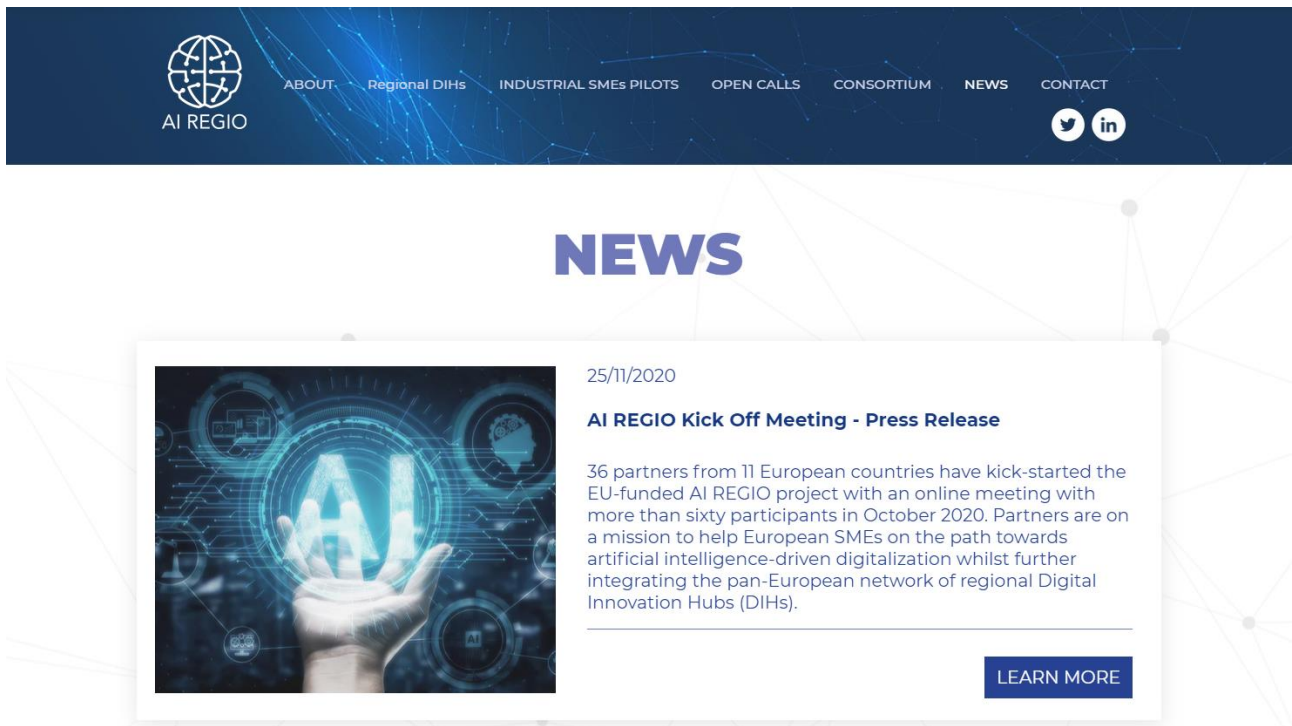 AI REGIO
ABOUT
Regional DIHs
INDUSTRIAL SMEs PILOTS
OPEN CALLS
CONSORTIUM
NEWS
CONTACT
NEWS
25/11/2020
AI REGIO Kick Off Meeting - Press Release
36 partners from 11 European countries have kick-started the
EU-funded AI REGIO project with an online meeting with
more than sixty participants in October 2020. Partners are on
a mission to help European SMEs on the path towards
artificial intelligence-driven digitalization whilst further
integrating the pan-European network of regional Digital
Innovation Hubs (DIHs).
AI
AI
LEARN MORE